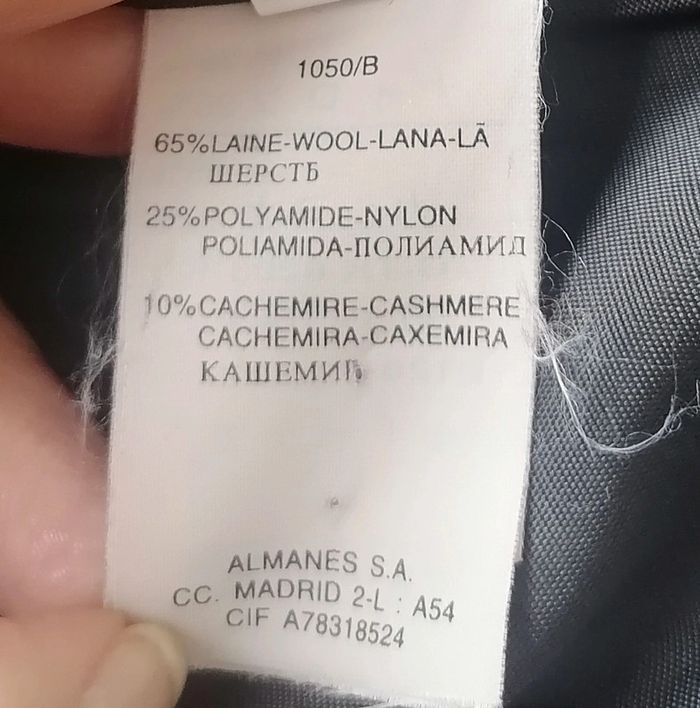 1050/B
65%LAINE-WOOL-LANA-LÃ
ШЕРСТЬ
25%POLYAMIDE-NYLON
POLIAMIDA-ПОЛИАМИД
10%CACHEMIRE-CASHMERE
CACHEMIRA-CAXEMIRA
КАШЕМИР
ALMANES S.A.
CC. MADRID 2-L : A54
CIF A78318524